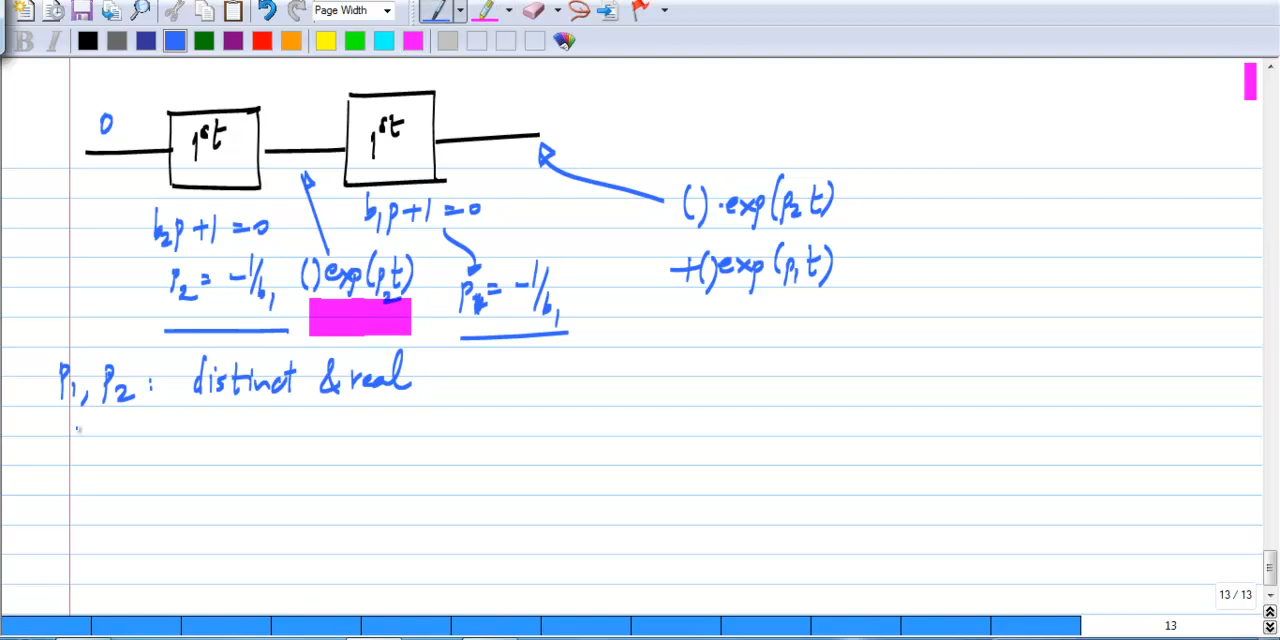 Page Width
B I
0
1st
1st
b2p+1=0
b1p+1=0
p2 = -1/b1
()exp(p2t)
p1 = -1/b1
()·exp(p2t)
+()exp(p1t)
p1, p2 : distinct & real
13 / 13
13